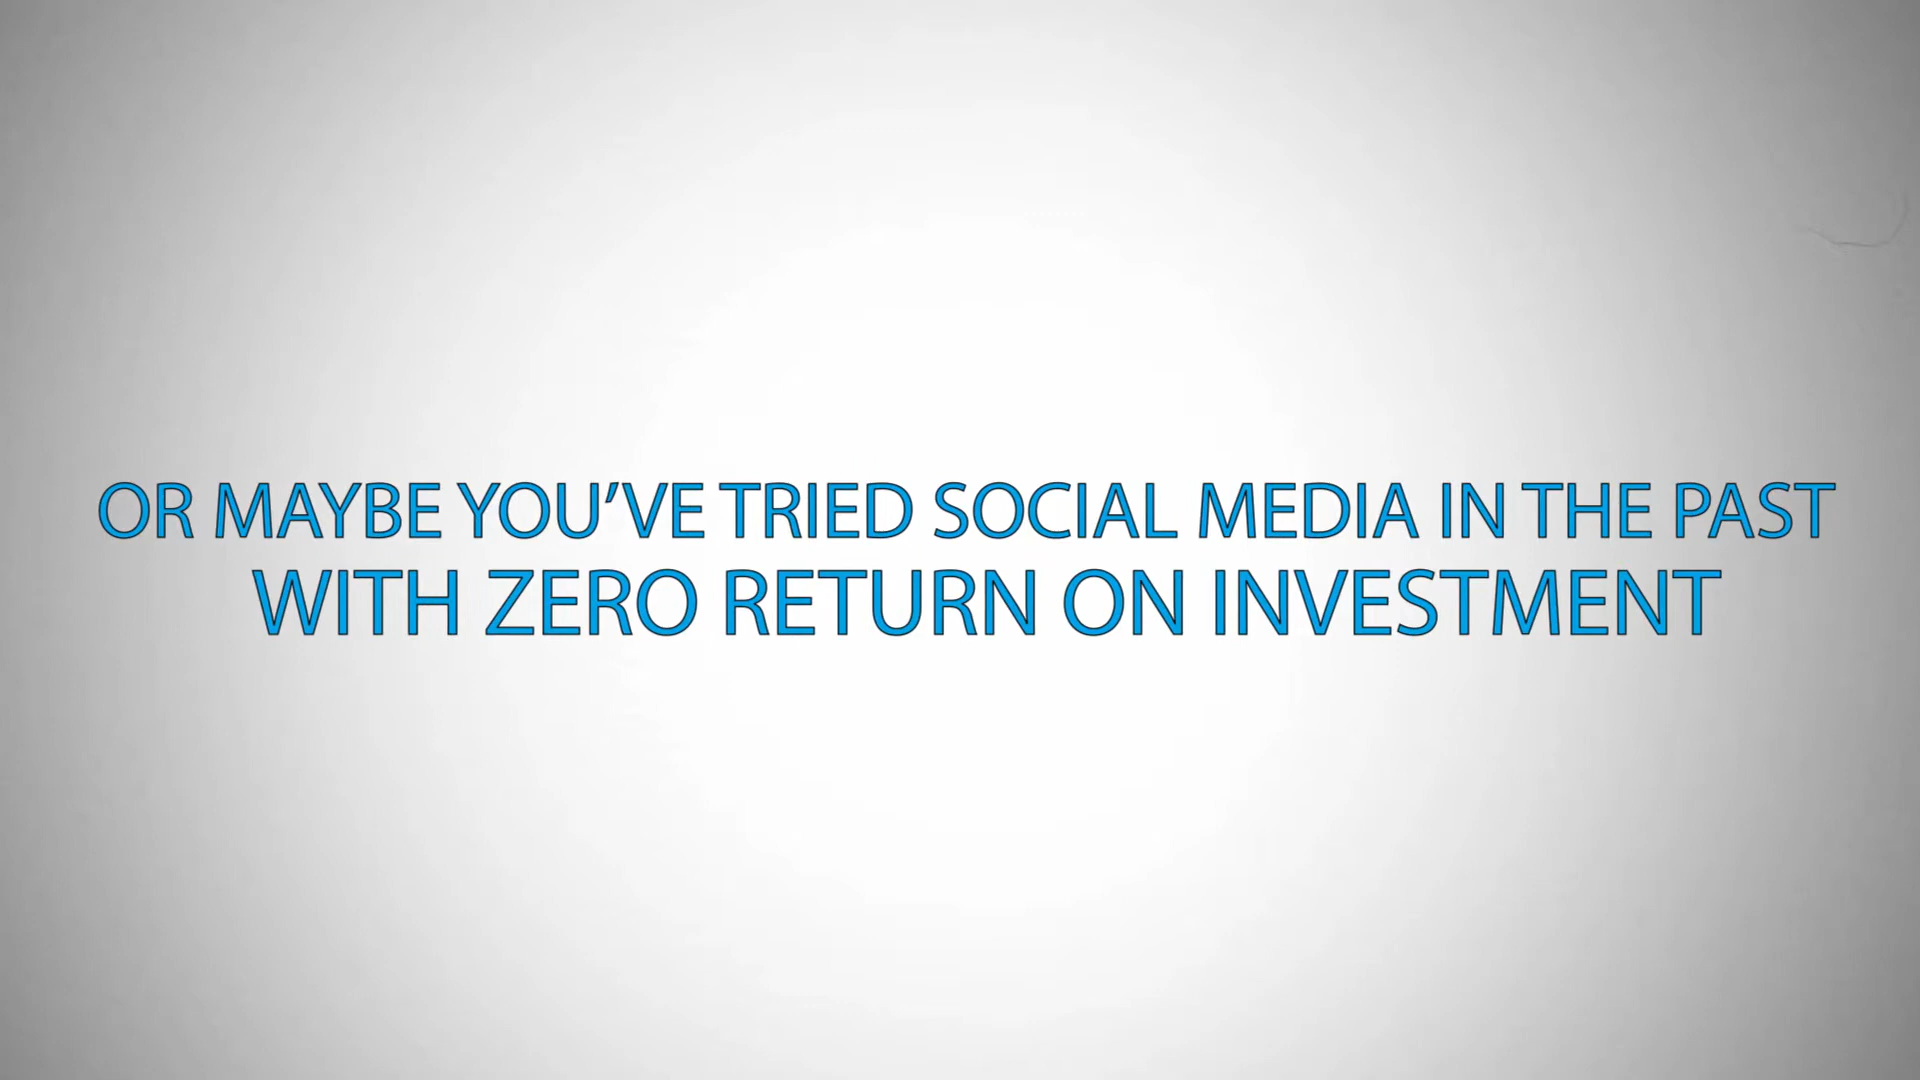 OR MAYBE YOU’VE TRIED SOCIAL MEDIA IN THE PAST
WITH ZERO RETURN ON INVESTMENT